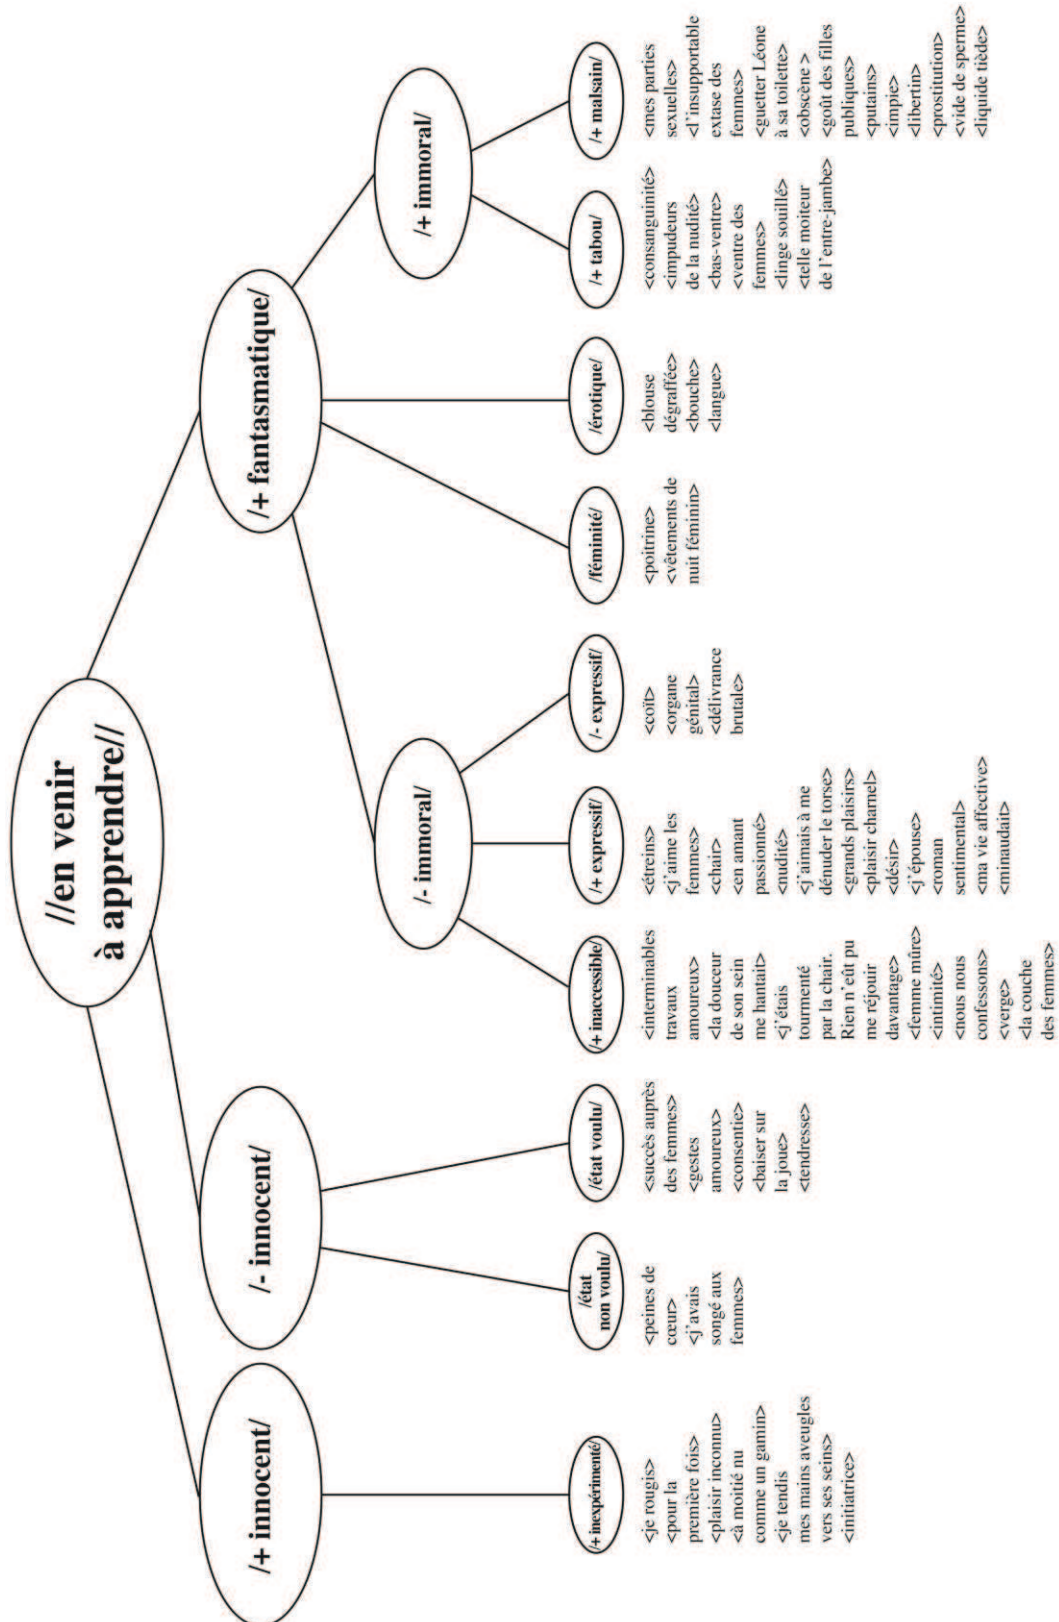 //en venir
à apprendre//
/+ innocent/
/- innocent/
/+ fantasmatique/
/- immoral/
/+ immoral/
/+ inexpérimenté/
/état
non voulu/
/état voulu/
/+ inaccessible/
/+ expressif/
/- expressif/
/féminité/
/érotique/
/+ tabou/
/+ malsain/
<je rougis>
<pour la
première fois>
<plaisir inconnu>
<à moitié nu
comme un gamin>
<je tendis
mes mains aveugles
vers ses seins>
<initiatrice>
<peines de
cœur>
<j'avais
songé aux
femmes>
<succès auprès
des femmes>
<gestes
amoureux>
<consentie>
<baiser sur
la joue>
<tendresse>
<interminables
travaux
amoureux>
<la douceur
de son sein
me hantait>
<j'étais
tourmenté
par la chair.
Rien n'eût pu
me réjouir
davantage>
<femme mûre>
<intimité>
<nous nous
confessons>
<verge>
<la couche
des femmes>
<étreins>
<j'aime les
femmes>
<chair>
<en amant
passionné>
<nudité>
<j'aimais à me
dénuder le torse>
<grands plaisirs>
<plaisir charnel>
<désir>
<j'épouse>
<roman
sentimental>
<ma vie affective>
<minaudait>
<coït>
<organe
génital>
<délivrance
brutale>
<poitrine>
<vêtements de
nuit féminin>
<blouse
dégraffée>
<bouche>
<langue>
<consanguinité>
<impudeurs
de la nudité>
<bas-ventre>
<ventre des
femmes>
<linge souillé>
<telle moiteur
de l'entre-jambe>
<mes parties
sexuelles>
<l'insupportable
extase des
femmes>
<guetter Léone
à sa toilette>
<obscène >
<goût des filles
publiques>
<putains>
<impie>
<libertin>
<prostitution>
<vide de sperme>
<liquide tiède>